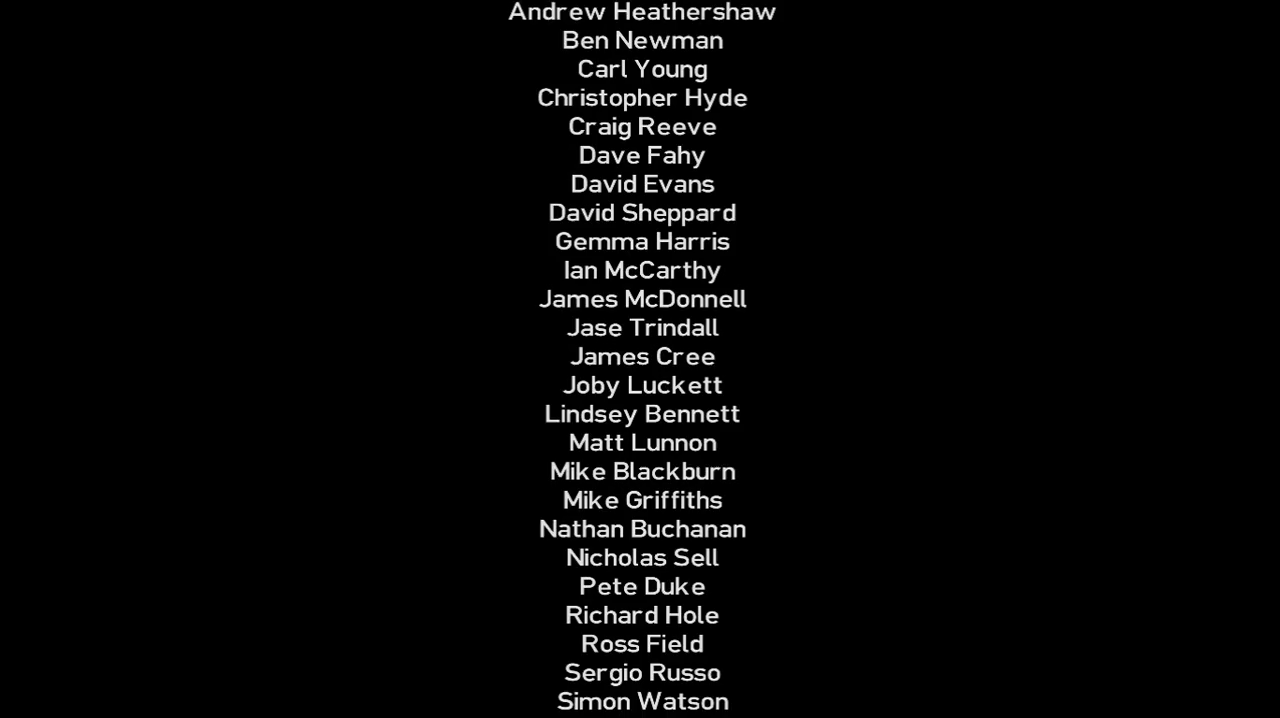 Andrew Heathershaw
Ben Newman
Carl Young
Christopher Hyde
Craig Reeve
Dave Fahy
David Evans
David Sheppard
Gemma Harris
Ian McCarthy
James McDonnell
Jase Trindall
James Cree
Joby Luckett
Lindsey Bennett
Matt Lunnon
Mike Blackburn
Mike Griffiths
Nathan Buchanan
Nicholas Sell
Pete Duke
Richard Hole
Ross Field
Sergio Russo
Simon Watson